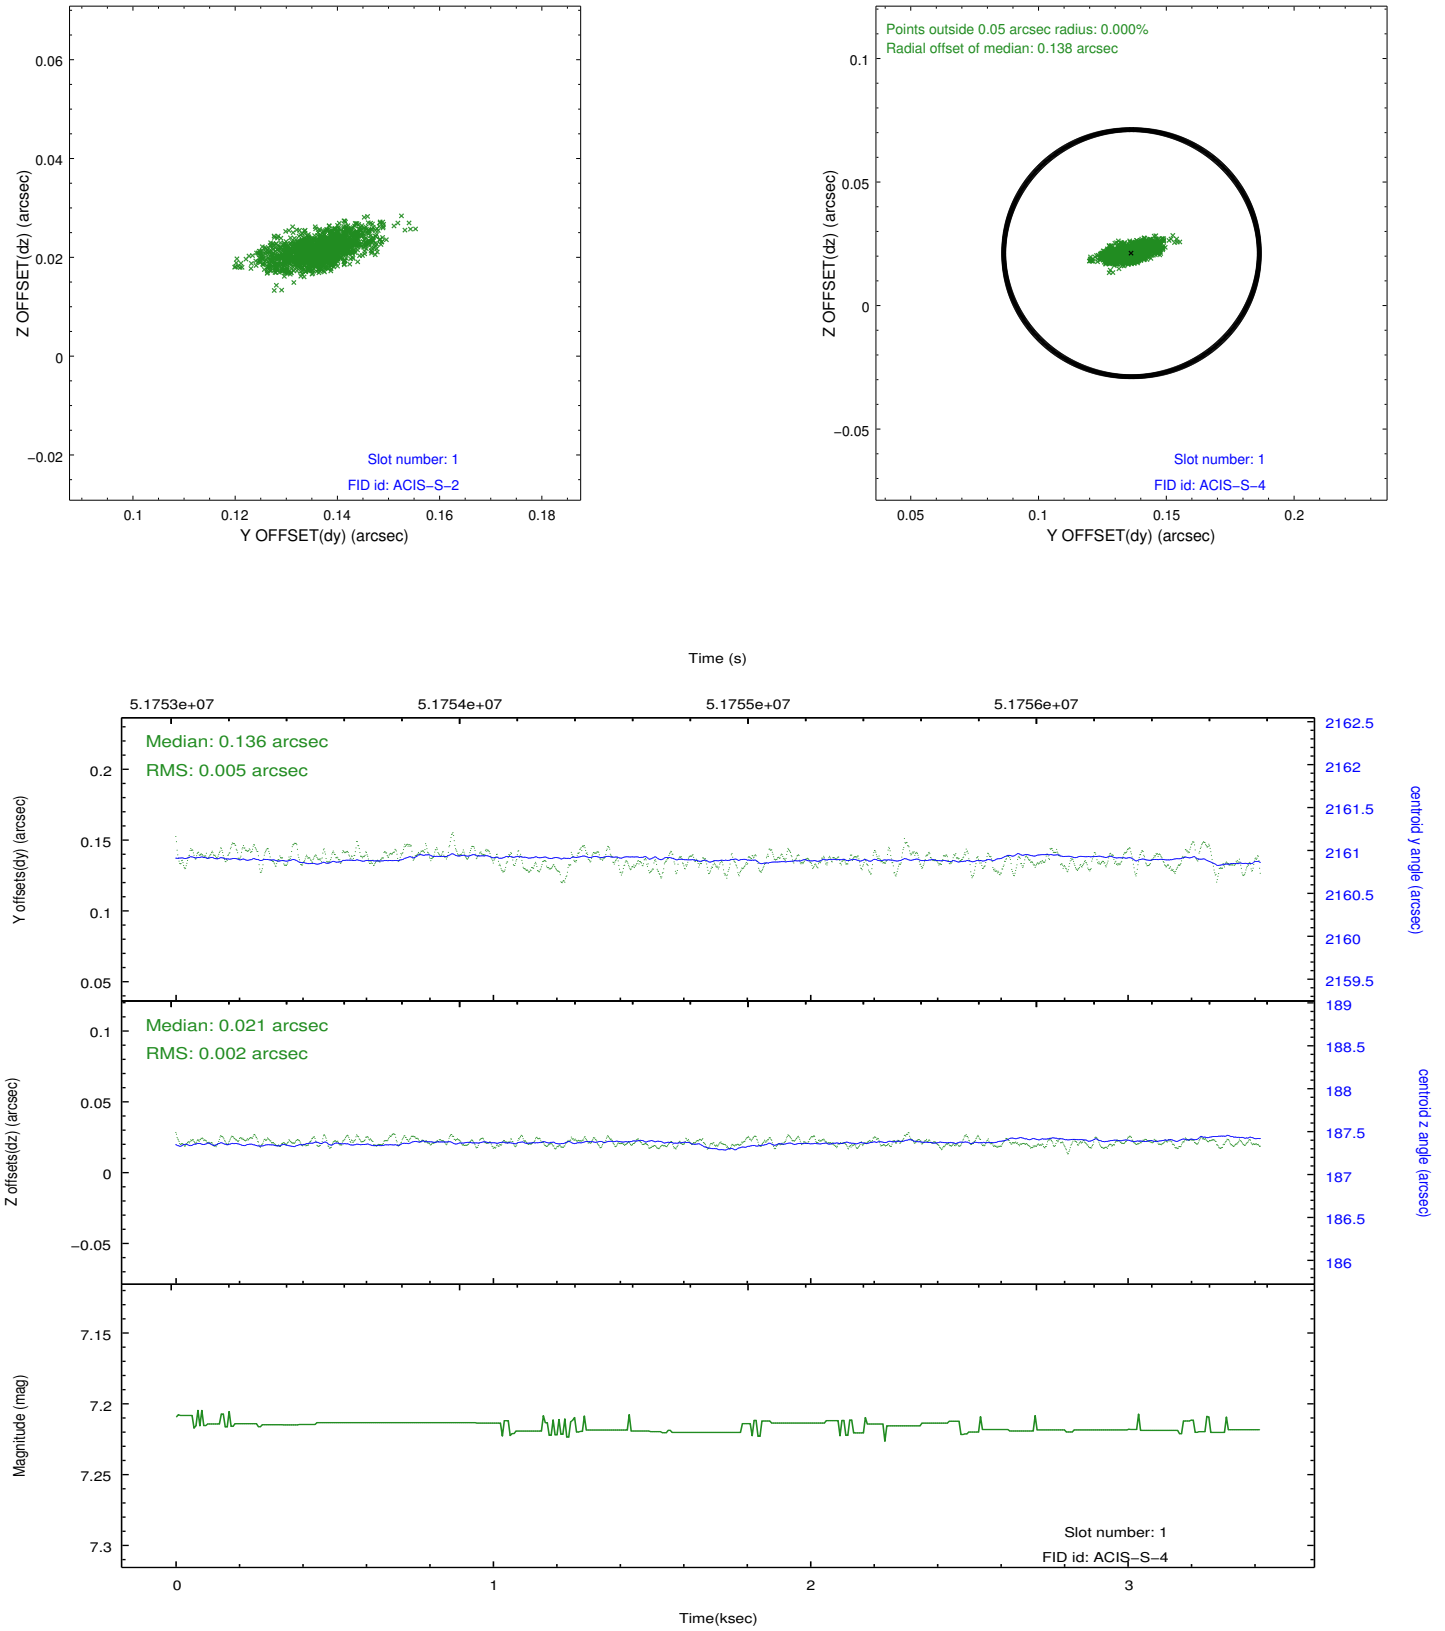 0.06
0.04
0.02
0
−0.02
Z OFFSET(dz) (arcsec)
Slot number: 1
FID id: ACIS−S−2
0.1
0.12
0.14
0.16
0.18
Y OFFSET(dy) (arcsec)
Points outside 0.05 arcsec radius: 0.000%
Radial offset of median: 0.138 arcsec
0.1
0.05
0
−0.05
Z OFFSET(dz) (arcsec)
Slot number: 1
FID id: ACIS−S−4
0.05
0.1
0.15
0.2
Y OFFSET(dy) (arcsec)
Time (s)
5.1753e+07
5.1754e+07
5.1755e+07
5.1756e+07
Median: 0.136 arcsec
RMS: 0.005 arcsec
0.2
0.15
0.1
0.05
Y offsets(dy) (arcsec)
2162.5
2162
2161.5
2161
2160.5
2160
2159.5
centroid y angle (arcsec)
Median: 0.021 arcsec
RMS: 0.002 arcsec
0.1
0.05
0
−0.05
Z offsets(dz) (arcsec)
189
188.5
188
187.5
187
186.5
186
centroid z angle (arcsec)
7.15
7.2
7.25
7.3
Magnitude (mag)
Slot number: 1
FID id: ACIS−S−4
0
1
2
3
Time(ksec)